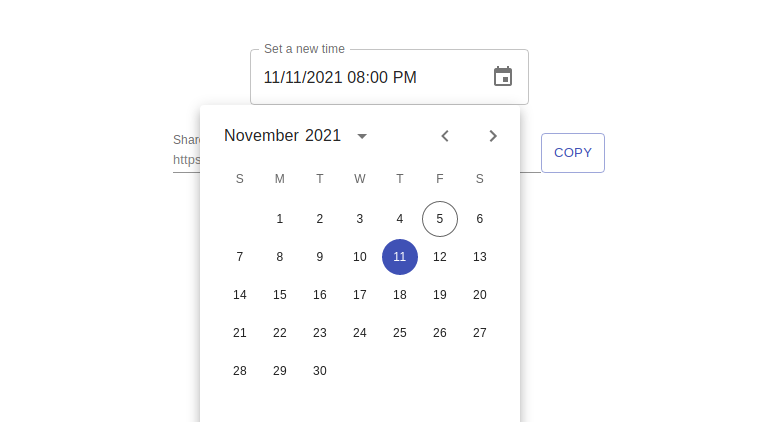 Set a new time
11/11/2021 08:00 PM
November 2021
Share
https
COPY
S M T W T F S
1 2 3 4 5 6
7 8 9 10 11 12 13
14 15 16 17 18 19 20
21 22 23 24 25 26 27
28 29 30